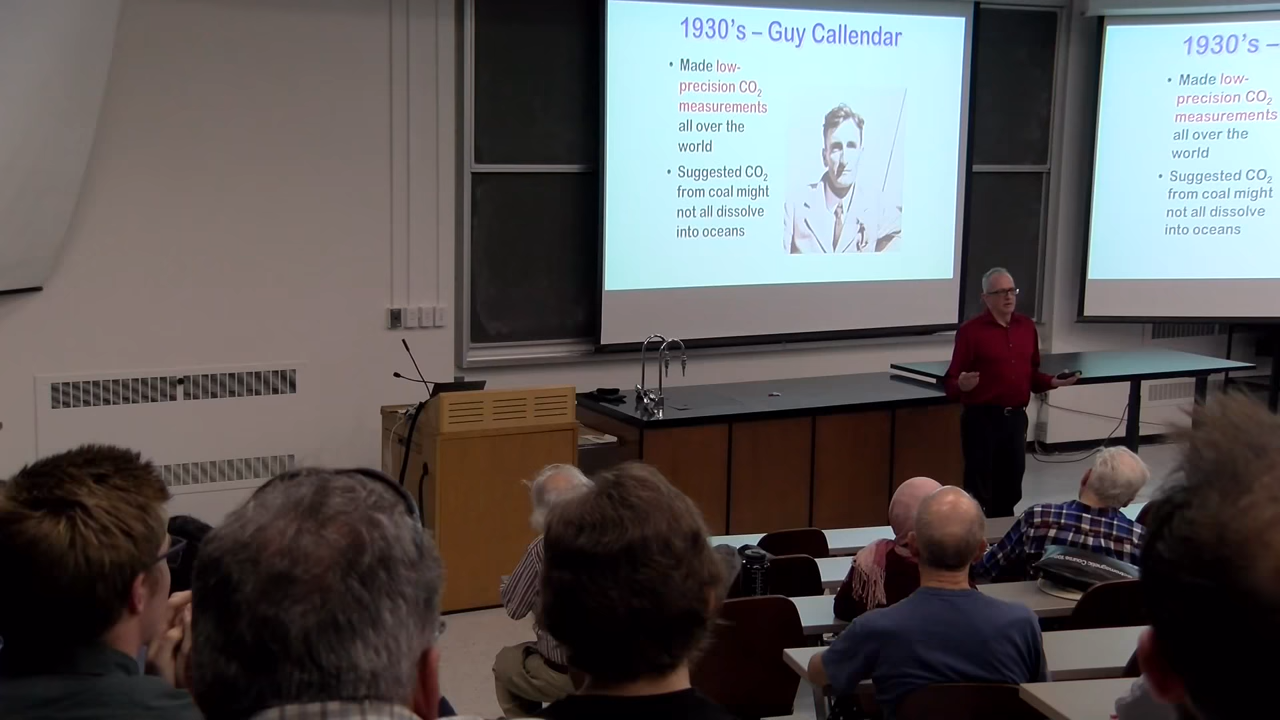 1930's – Guy Callendar
• Made low-
precision CO₂
measurements
all over the
world
• Suggested CO₂
from coal might
not all dissolve
into oceans
1930's –
• Made low-
precision CO₂
measurements
all over the
world
• Suggested CO₂
from coal might
not all dissolve
into oceans